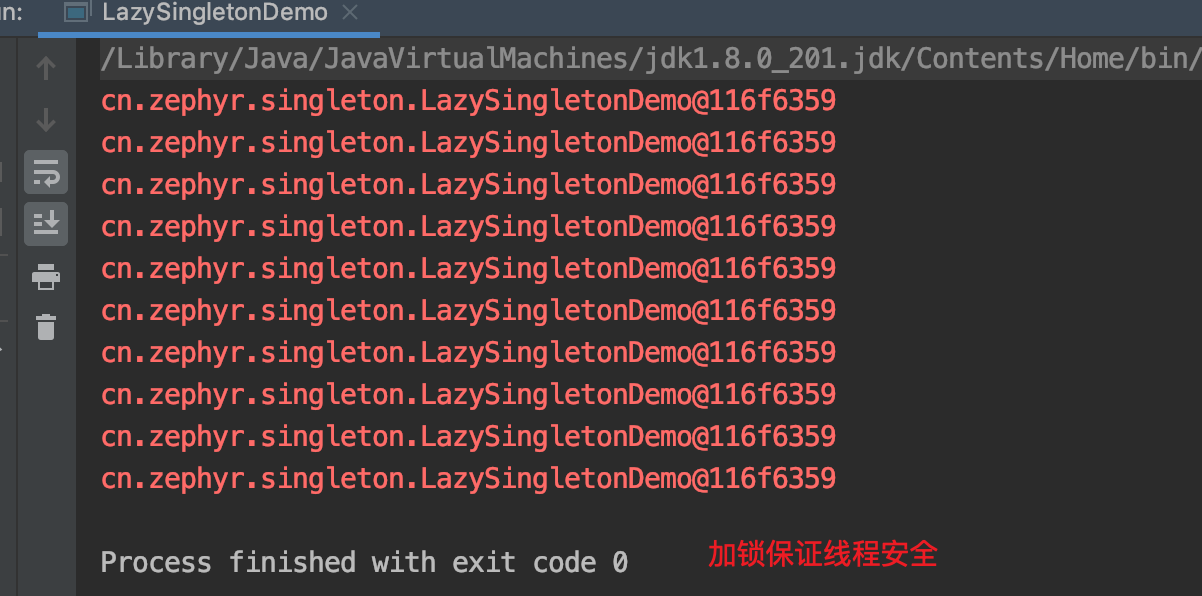 un:
LazySingletonDemo
/Library/Java/JavaVirtualMachines/jdk1.8.0_201.jdk/Contents/Home/bin/
cn.zephyr.singleton.LazySingletonDemo@116f6359
cn.zephyr.singleton.LazySingletonDemo@116f6359
cn.zephyr.singleton.LazySingletonDemo@116f6359
cn.zephyr.singleton.LazySingletonDemo@116f6359
cn.zephyr.singleton.LazySingletonDemo@116f6359
cn.zephyr.singleton.LazySingletonDemo@116f6359
cn.zephyr.singleton.LazySingletonDemo@116f6359
cn.zephyr.singleton.LazySingletonDemo@116f6359
cn.zephyr.singleton.LazySingletonDemo@116f6359
cn.zephyr.singleton.LazySingletonDemo@116f6359
Process finished with exit code 0
加锁保证线程安全